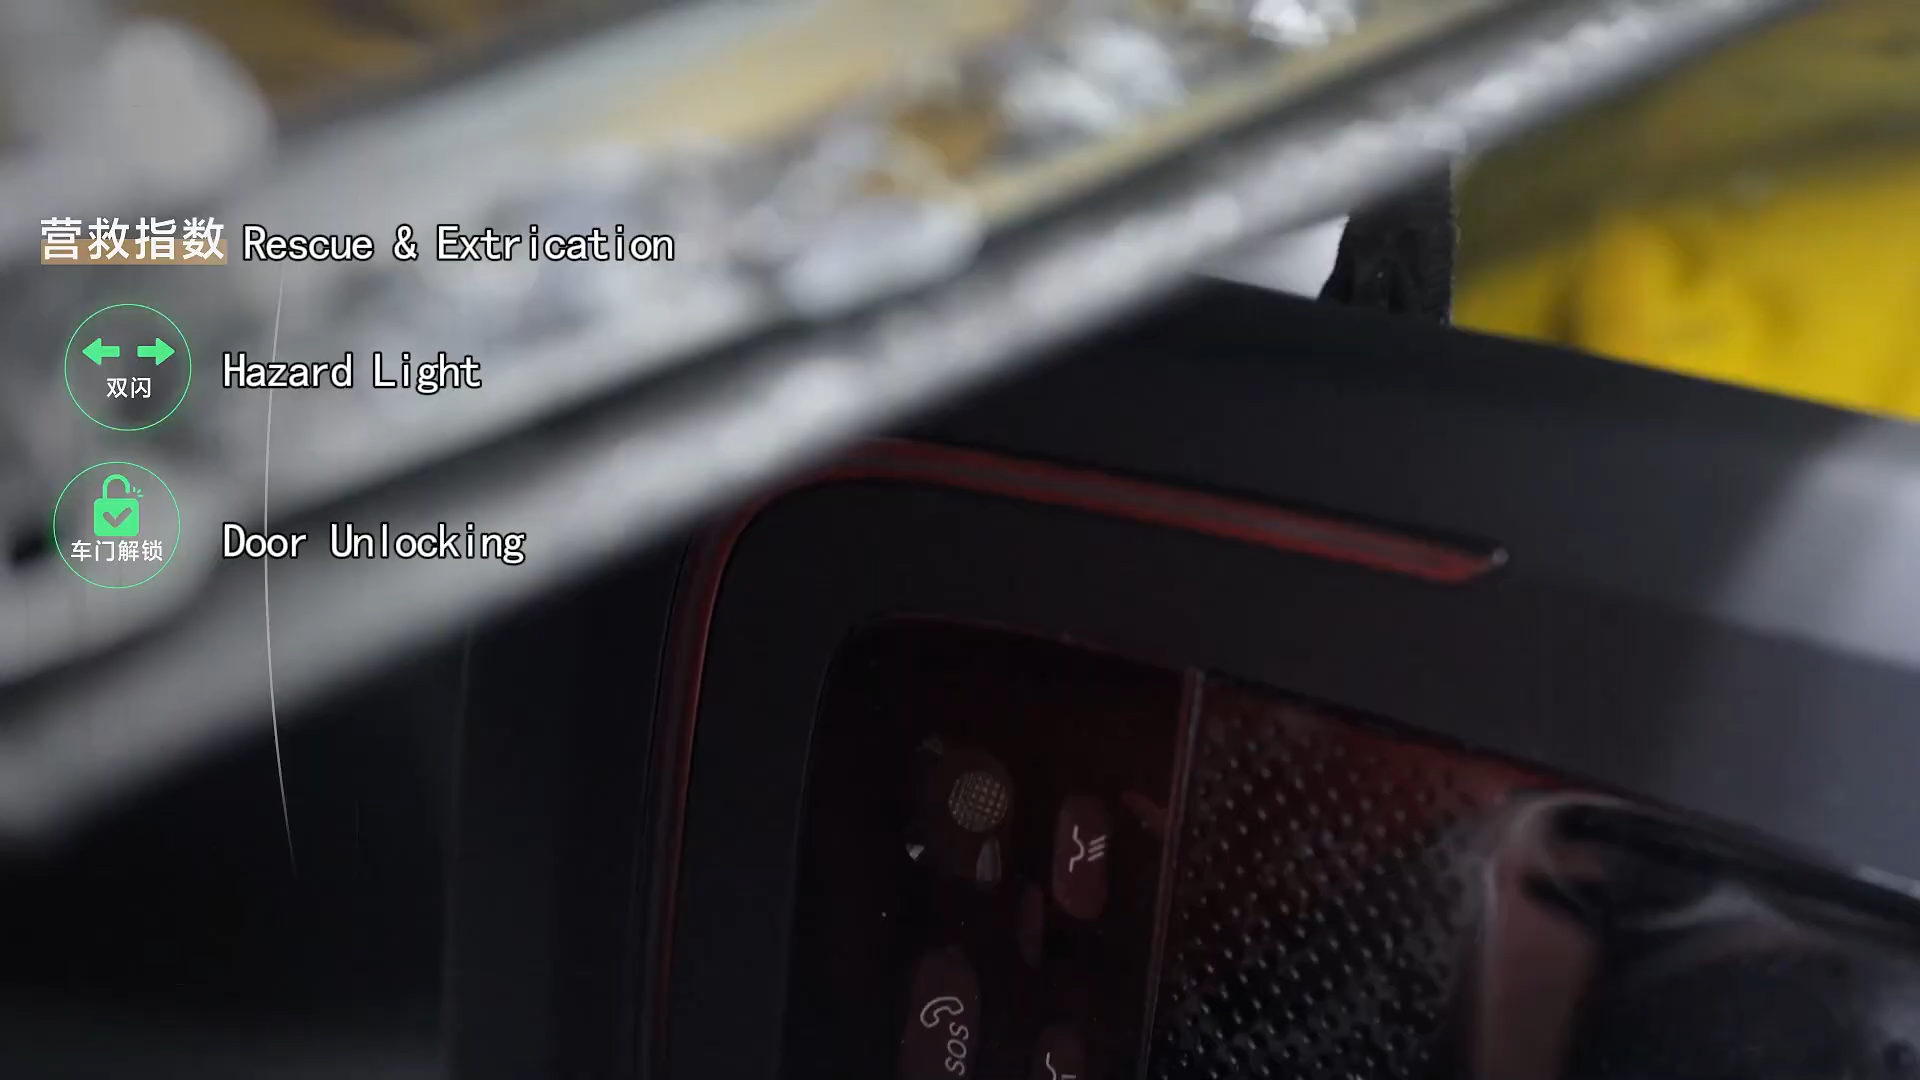 营救指数 Rescue & Extrication
双闪
Hazard Light
车门解锁
Door Unlocking
SOS